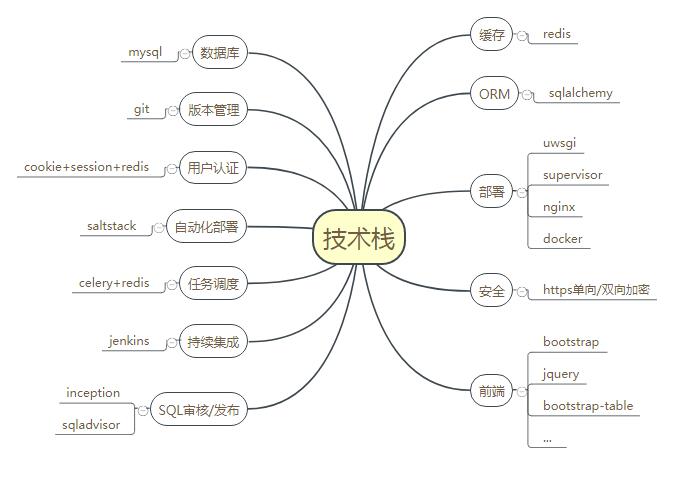 技术栈
数据库
mysql
版本管理
git
用户认证
cookie+session+redis
自动化部署
saltstack
任务调度
celery+redis
持续集成
jenkins
SQL审核/发布
inception
sqladvisor
缓存
redis
ORM
sqlalchemy
部署
uwsgi
supervisor
nginx
docker
安全
https单向/双向加密
前端
bootstrap
jquery
bootstrap-table
...